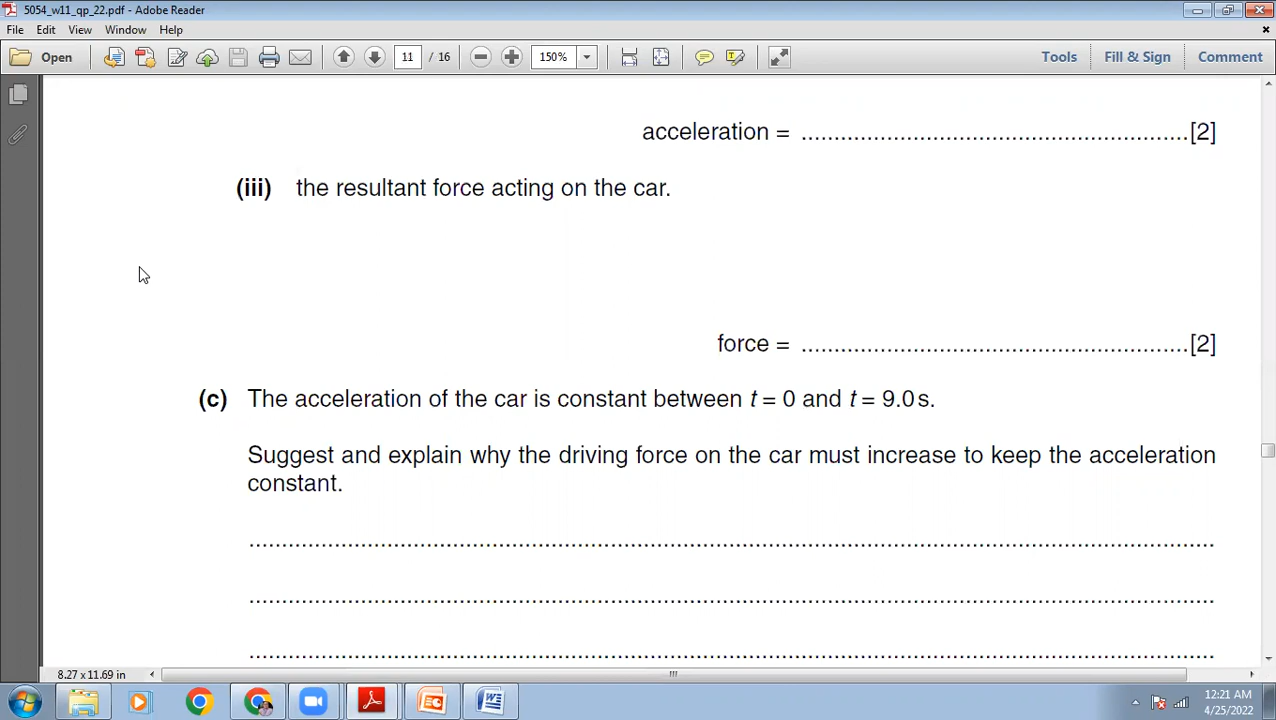 5054_w11_qp_22.pdf - Adobe Reader
File Edit View Window Help
Open 11 / 16 150% Tools Fill & Sign Comment
acceleration = ...........................................................[2]
(iii) the resultant force acting on the car.
force = ...........................................................[2]
(c) The acceleration of the car is constant between t = 0 and t = 9.0 s.
Suggest and explain why the driving force on the car must increase to keep the acceleration
constant.
8.27 x 11.69 in
12:21 AM
4/25/2022